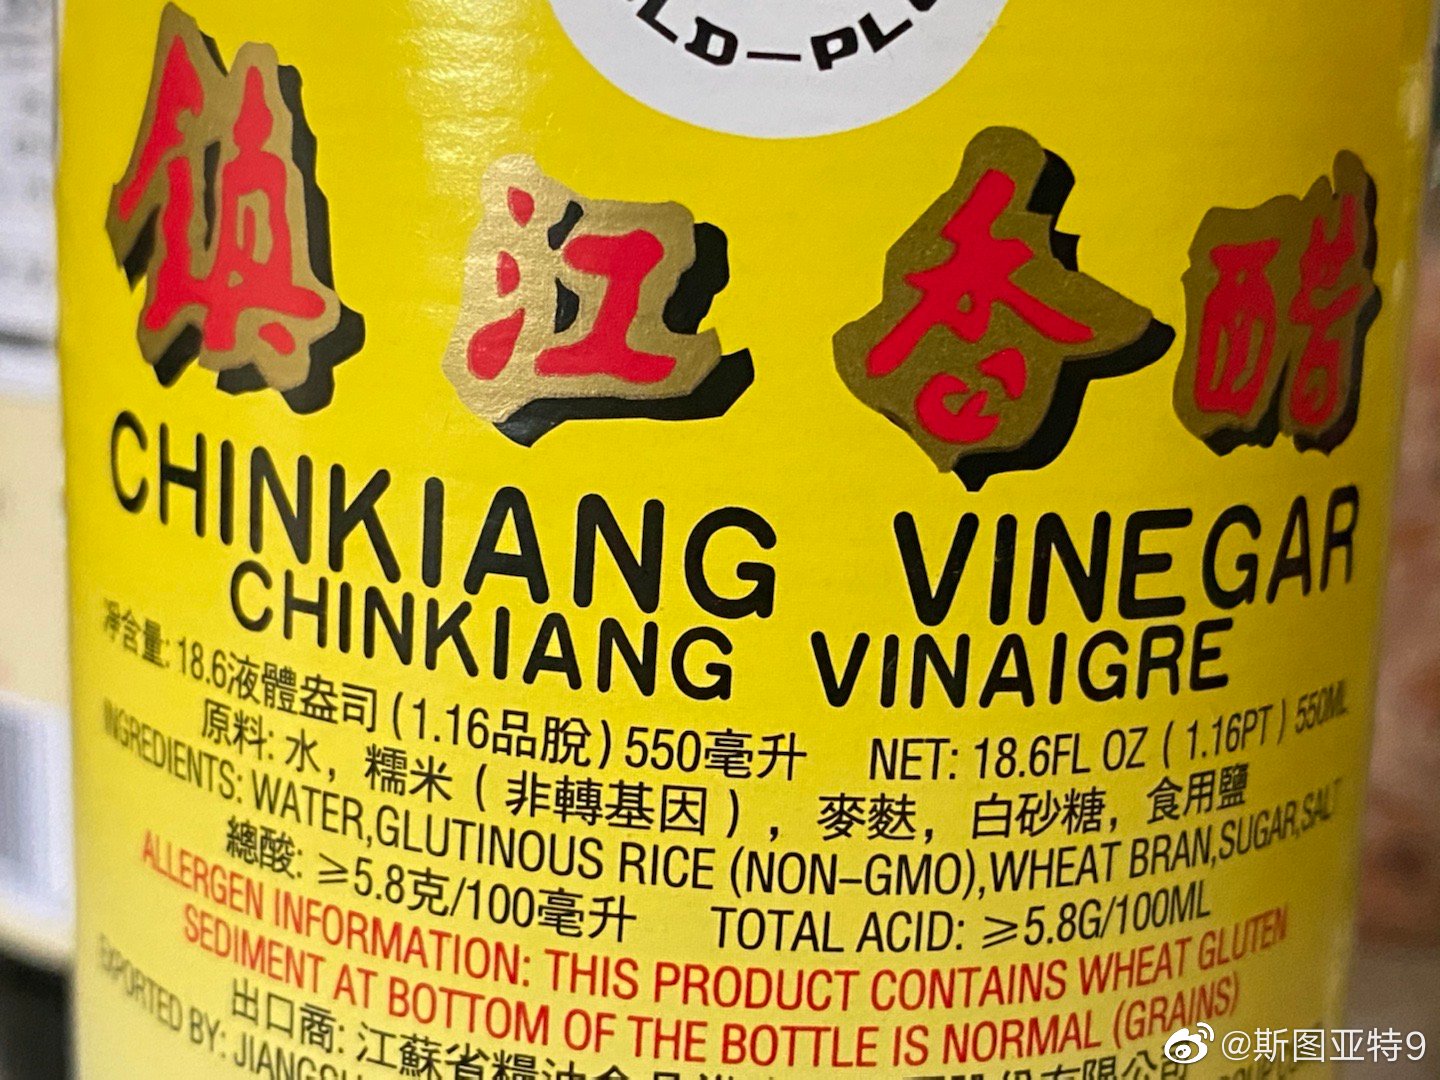 鎮江香醋
CHINKIANG VINEGAR
CHINKIANG VINAIGRE
淨含量: 18.6液體盎司 (1.16品脫) 550毫升 NET: 18.6FL OZ ( 1.16PT ) 550ML
原料: 水，糯米（非轉基因），麥麩，白砂糖，食用鹽
INGREDIENTS: WATER,GLUTINOUS RICE (NON-GMO),WHEAT BRAN,SUGAR,SALT
總酸: ≥5.8克/100毫升 TOTAL ACID: ≥5.8G/100ML
ALLERGEN INFORMATION: THIS PRODUCT CONTAINS WHEAT GLUTEN
SEDIMENT AT BOTTOM OF THE BOTTLE IS NORMAL (GRAINS)
出口商: 江蘇省糧油食品進
EXPORTED BY:
@斯图亚特9